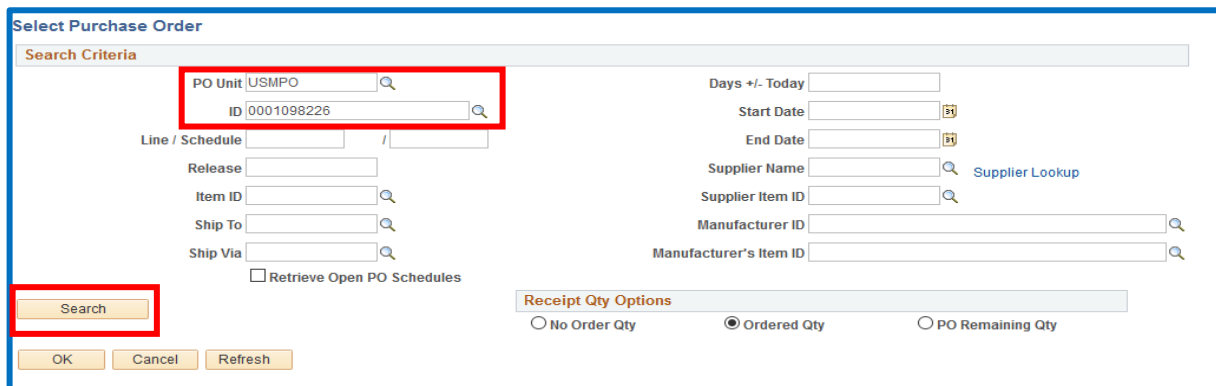 Select Purchase Order
Search Criteria
PO Unit USMPO
ID 0001098226
Line / Schedule /
Release
Item ID
Ship To
Ship Via
Retrieve Open PO Schedules
Days +/- Today
Start Date 31
End Date 31
Supplier Name Supplier Lookup
Supplier Item ID
Manufacturer ID
Manufacturer's Item ID
Search
Receipt Qty Options
No Order Qty Ordered Qty PO Remaining Qty
OK Cancel Refresh